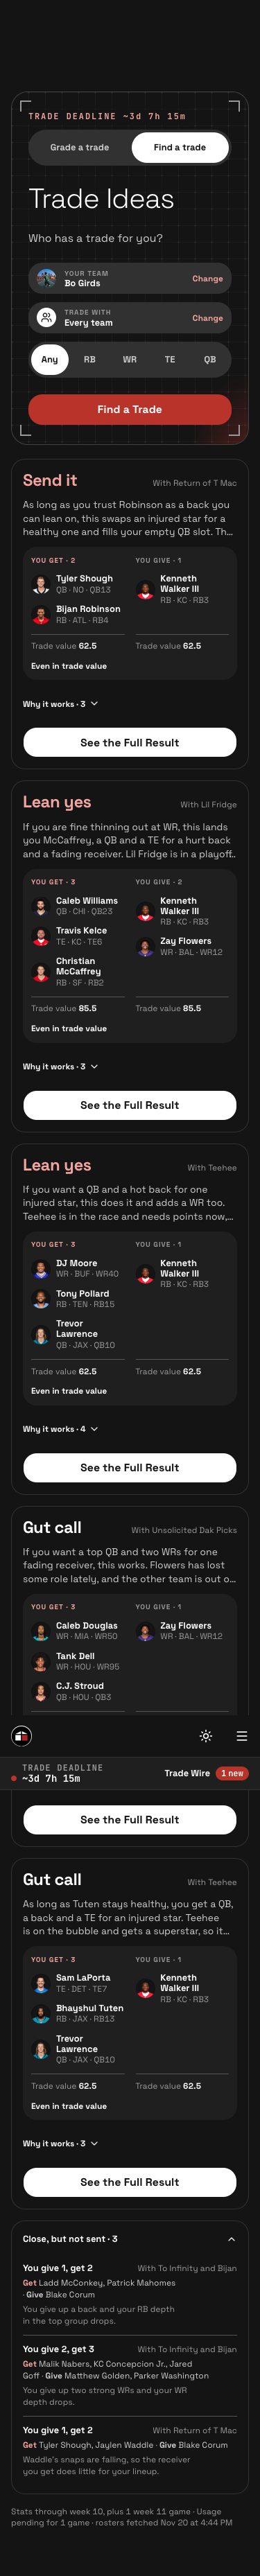 TRADE DEADLINE ~3d 7h 15m
Grade a trade
Find a trade
Trade Ideas
Who has a trade for you?
YOUR TEAM
Bo Girds
Change
TRADE WITH
Every team
Change
Any RB WR TE QB
Find a Trade
Send it
With Return of T Mac
As long as you trust Robinson as a back you
can lean on, this swaps an injured star for a
healthy one and fills your empty QB slot. Th...
YOU GET · 2
Tyler Shough
QB · NO · QB13
Bijan Robinson
RB · ATL · RB4
Trade value 62.5
Even in trade value
YOU GIVE · 1
Kenneth
Walker III
RB · KC · RB3
Trade value 62.5
Why it works · 3
See the Full Result
Lean yes
With Lil Fridge
If you are fine thinning out at WR, this lands
you McCaffrey, a QB and a TE for a hurt back
and a fading receiver. Lil Fridge is in a playoff...
YOU GET · 3
Caleb Williams
QB · CHI · QB23
Travis Kelce
TE · KC · TE6
Christian
McCaffrey
RB · SF · RB2
Trade value 85.5
Even in trade value
YOU GIVE · 2
Kenneth
Walker III
RB · KC · RB3
Zay Flowers
WR · BAL · WR12
Trade value 85.5
Why it works · 3
See the Full Result
Lean yes
With Teehee
If you want a QB and a hot back for one
injured star, this does it and adds a WR too.
Teehee is in the race and needs points now,...
YOU GET · 3
DJ Moore
WR · BUF · WR40
Tony Pollard
RB · TEN · RB15
Trevor
Lawrence
QB · JAX · QB10
Trade value 62.5
Even in trade value
YOU GIVE · 1
Kenneth
Walker III
RB · KC · RB3
Trade value 62.5
Why it works · 4
See the Full Result
Gut call
With Unsolicited Dak Picks
If you want a top QB and two WRs for one
fading receiver, this works. Flowers has lost
some role lately, and the other team is out o...
YOU GET · 3
Caleb Douglas
WR · MIA · WR50
Tank Dell
WR · HOU · WR95
C.J. Stroud
QB · HOU · QB3
YOU GIVE · 1
Zay Flowers
WR · BAL · WR12
TRADE DEADLINE
~3d 7h 15m
Trade Wire
1 new
See the Full Result
Gut call
With Teehee
As long as Tuten stays healthy, you get a QB,
a back and a TE for an injured star. Teehee
is on the bubble and gets a superstar, so it...
YOU GET · 3
Sam LaPorta
TE · DET · TE7
Bhayshul Tuten
RB · JAX · RB13
Trevor
Lawrence
QB · JAX · QB10
Trade value 62.5
Even in trade value
YOU GIVE · 1
Kenneth
Walker III
RB · KC · RB3
Trade value 62.5
Why it works · 3
See the Full Result
Close, but not sent · 3
You give 1, get 2
With To Infinity and Bijan
Get Ladd McConkey, Patrick Mahomes
· Give Blake Corum
You give up a back and your RB depth
in the top group drops.
You give 2, get 3
With To Infinity and Bijan
Get Malik Nabers, KC Concepcion Jr., Jared
Goff · Give Matthew Golden, Parker Washington
You give up two strong WRs and your WR
depth drops.
You give 1, get 2
With Return of T Mac
Get Tyler Shough, Jaylen Waddle · Give Blake Corum
Waddle's snaps are falling, so the receiver
you get does little for your lineup.
Stats through week 10, plus 1 week 11 game · Usage
pending for 1 game · rosters fetched Nov 20 at 4:44 PM